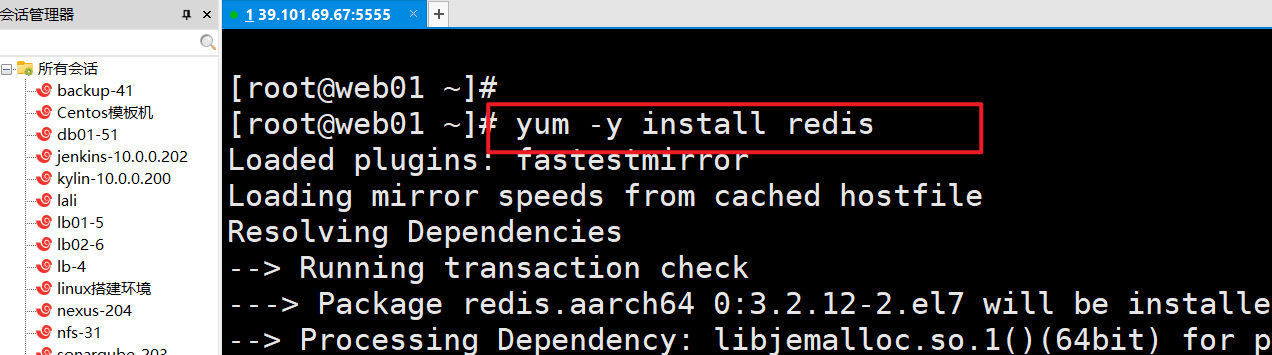 会话管理器
所有会话
backup-41
Centos模板机
db01-51
jenkins-10.0.0.202
kylin-10.0.0.200
lali
lb01-5
lb02-6
lb-4
linux搭建环境
nexus-204
nfs-31
sonarqube-203
1 39.101.69.67:5555
[root@web01 ~]#
[root@web01 ~]# yum -y install redis
Loaded plugins: fastestmirror
Loading mirror speeds from cached hostfile
Resolving Dependencies
--> Running transaction check
---> Package redis.aarch64 0:3.2.12-2.el7 will be installe
--> Processing Dependency: libjemalloc.so.1()(64bit) for p